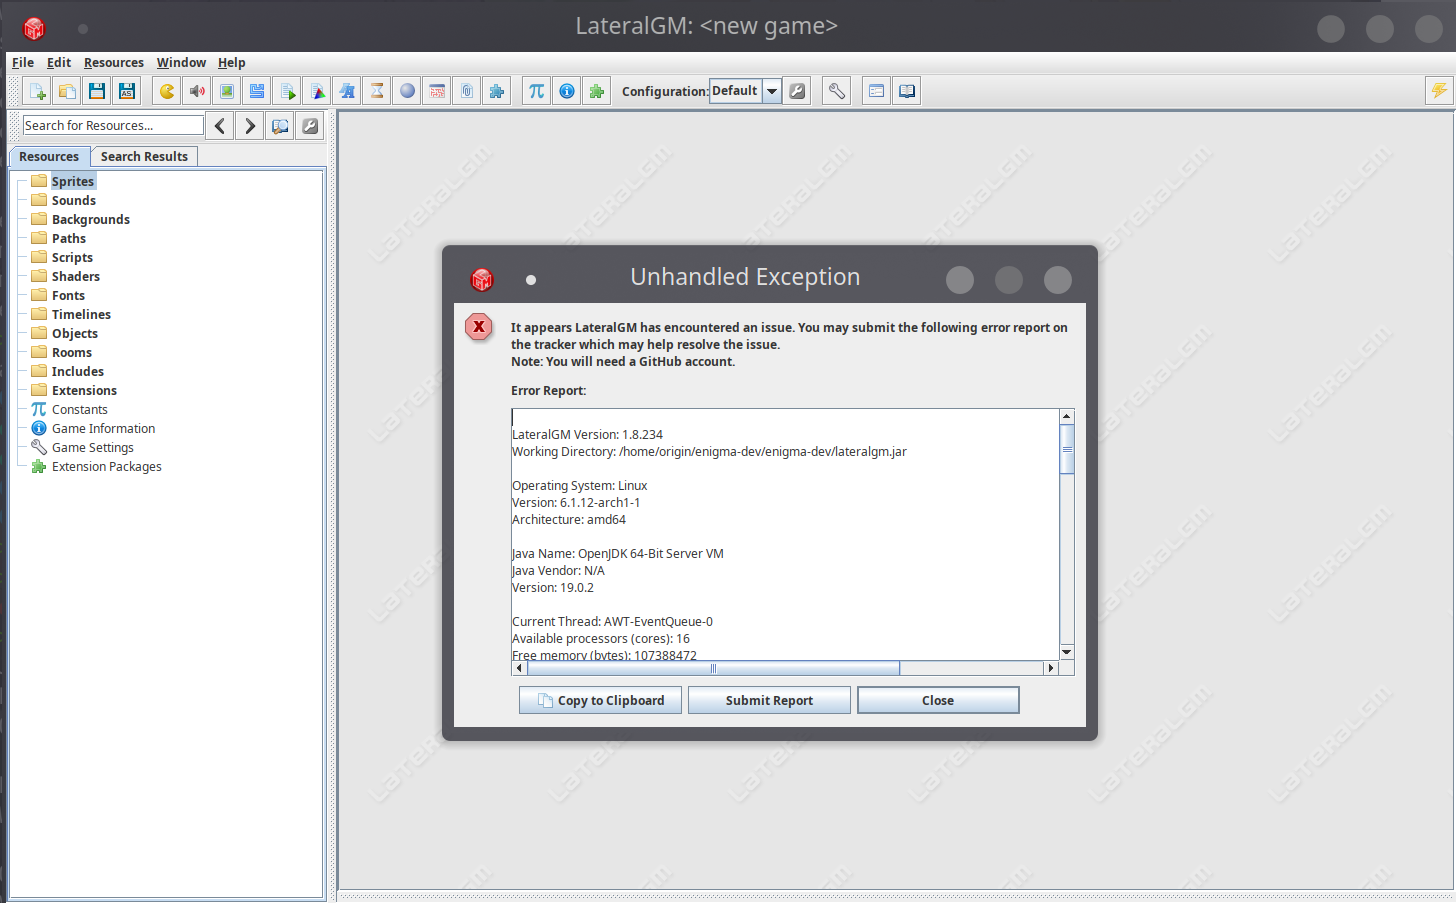 LateralGM: <new game>
File Edit Resources Window Help
Configuration: Default
Search for Resources...
Resources Search Results
Sprites
Sounds
Backgrounds
Paths
Scripts
Shaders
Fonts
Timelines
Objects
Rooms
Includes
Extensions
Constants
Game Information
Game Settings
Extension Packages
Unhandled Exception
It appears LateralGM has encountered an issue. You may submit the following error report on
the tracker which may help resolve the issue.
Note: You will need a GitHub account.
Error Report:
LateralGM Version: 1.8.234
Working Directory: /home/origin/enigma-dev/enigma-dev/lateralgm.jar
Operating System: Linux
Version: 6.1.12-arch1-1
Architecture: amd64
Java Name: OpenJDK 64-Bit Server VM
Java Vendor: N/A
Version: 19.0.2
Current Thread: AWT-EventQueue-0
Available processors (cores): 16
Free memory (bytes): 107388472
Copy to Clipboard Submit Report Close